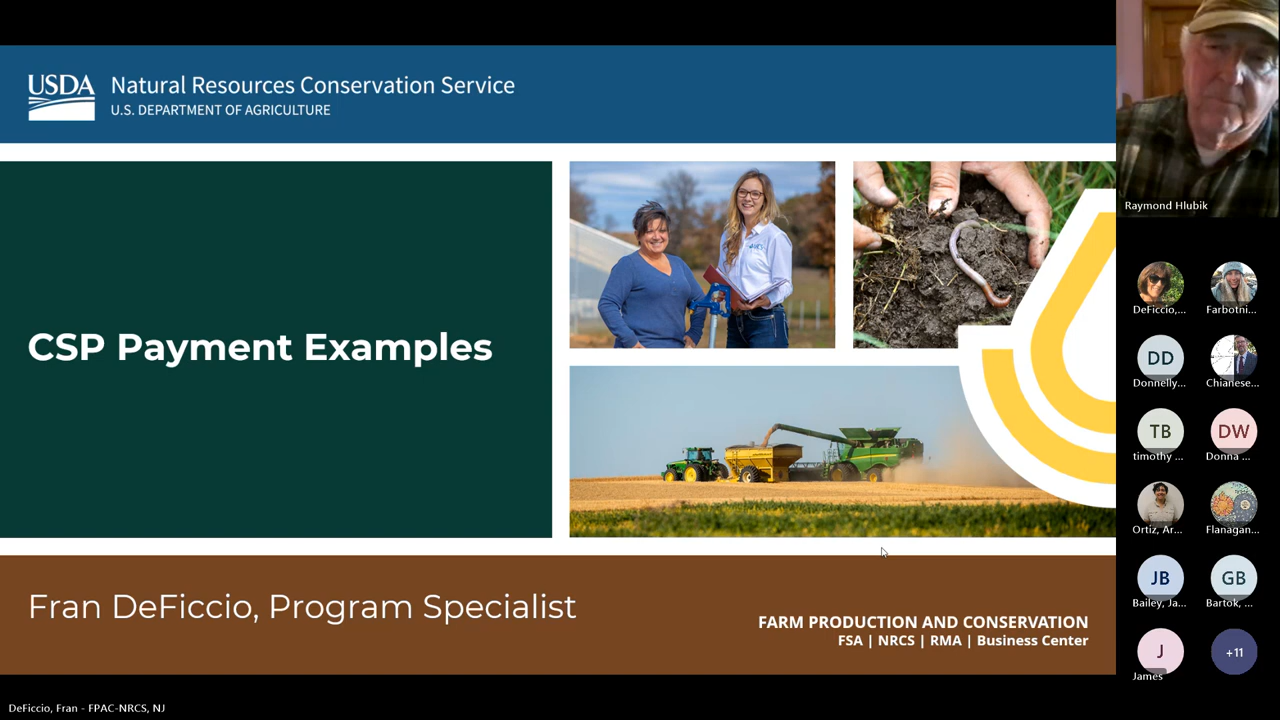 USDA
Natural Resources Conservation Service
U.S. DEPARTMENT OF AGRICULTURE
CSP Payment Examples
Fran DeFiccio, Program Specialist
FARM PRODUCTION AND CONSERVATION
FSA | NRCS | RMA | Business Center
DeFiccio, Fran - FPAC-NRCS, NJ
Raymond Hlubik
DeFiccio,...
Farbotni...
DD
Donnelly...
Chianese...
TB
timothy ...
DW
Donna ...
Ortiz, Ar...
Flanagan...
JB
Bailey, Ja...
GB
Bartok, ...
J
James
+11